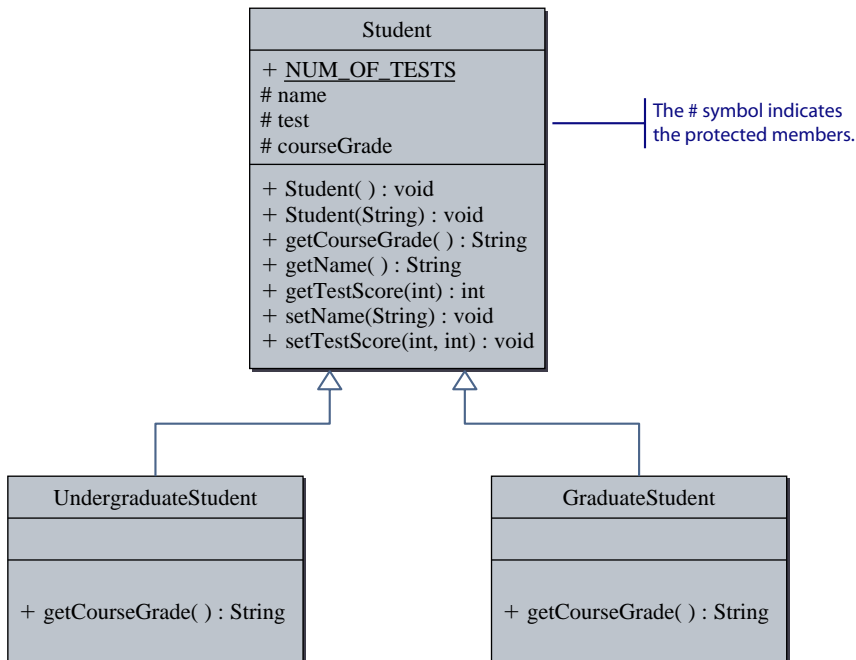 Student
+ NUM_OF_TESTS
# name
# test
# courseGrade
The # symbol indicates
the protected members.
+ Student( ) : void
+ Student(String) : void
+ getCourseGrade( ) : String
+ getName( ) : String
+ getTestScore(int) : int
+ setName(String) : void
+ setTestScore(int, int) : void
UndergraduateStudent
+ getCourseGrade( ) : String
GraduateStudent
+ getCourseGrade( ) : String